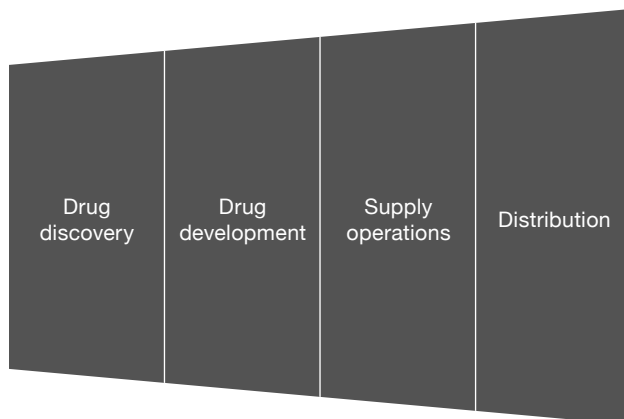 Drug
discovery
Drug
development
Supply
operations
Distribution